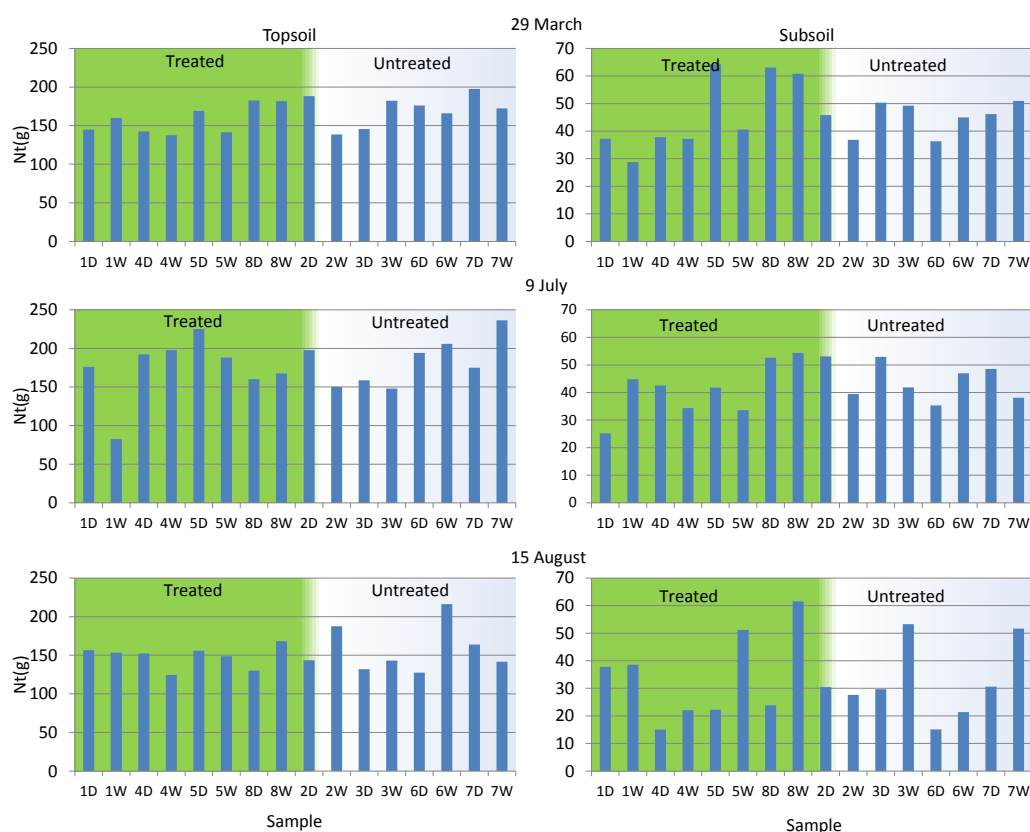 29 March
Topsoil
Subsoil
Nt(g)
250
200
150
100
50
0
Treated
Untreated
1D 1W 4D 4W 5D 5W 8D 8W 2D 2W 3D 3W 6D 6W 7D 7W
70
60
50
40
30
20
10
0
Treated
Untreated
1D 1W 4D 4W 5D 5W 8D 8W 2D 2W 3D 3W 6D 6W 7D 7W
9 July
Nt(g)
250
200
150
100
50
0
Treated
Untreated
1D 1W 4D 4W 5D 5W 8D 8W 2D 2W 3D 3W 6D 6W 7D 7W
70
60
50
40
30
20
10
0
Treated
Untreated
1D 1W 4D 4W 5D 5W 8D 8W 2D 2W 3D 3W 6D 6W 7D 7W
15 August
Nt(g)
250
200
150
100
50
0
Treated
Untreated
1D 1W 4D 4W 5D 5W 8D 8W 2D 2W 3D 3W 6D 6W 7D 7W
Sample
70
60
50
40
30
20
10
0
Treated
Untreated
1D 1W 4D 4W 5D 5W 8D 8W 2D 2W 3D 3W 6D 6W 7D 7W
Sample